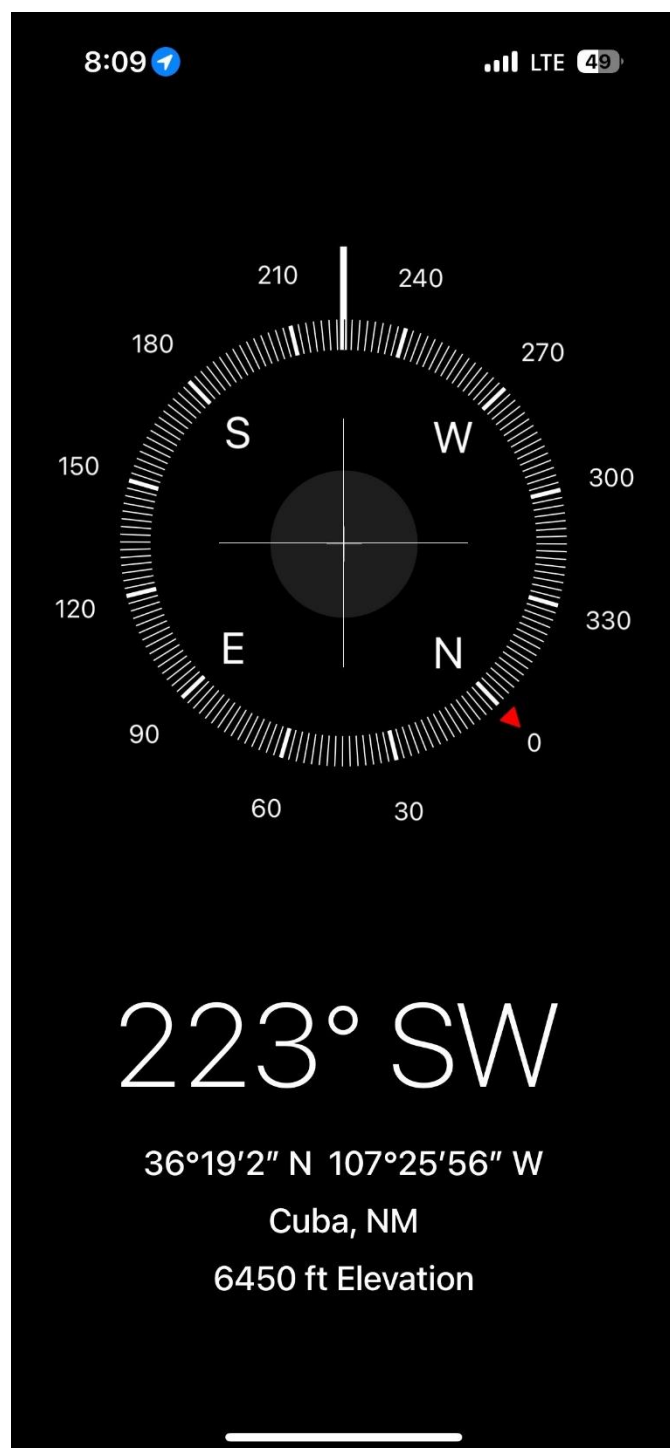 8:09 LTE 49
210 240
180 270
S W
150 300
120 330
E N
90 0
60 30
223° SW
36°19′2″ N 107°25′56″ W
Cuba, NM
6450 ft Elevation